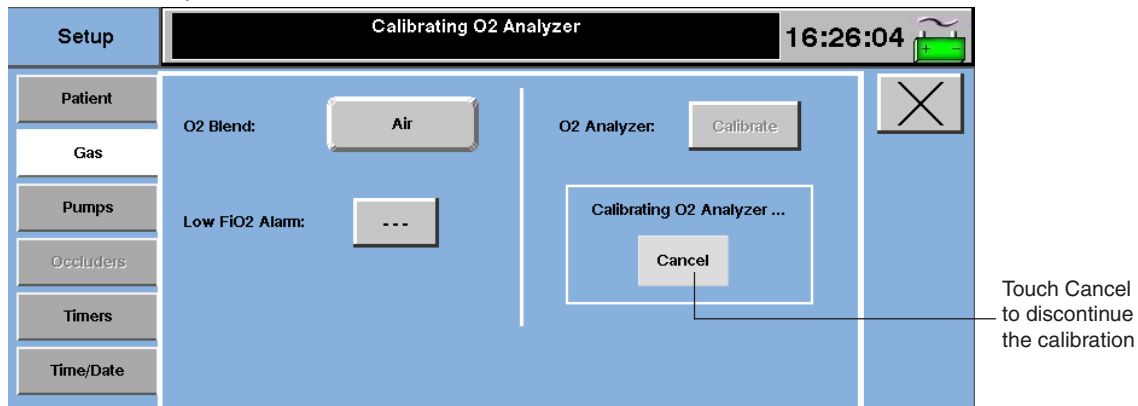 Setup
Calibrating O2 Analyzer
16:26:04
+ -
Patient
Gas
Pumps
Occluders
Timers
Time/Date
O2 Blend:
Air
Low FiO2 Alarm:
---
O2 Analyzer:
Calibrate
Calibrating O2 Analyzer ...
Cancel
Touch Cancel
to discontinue
the calibration